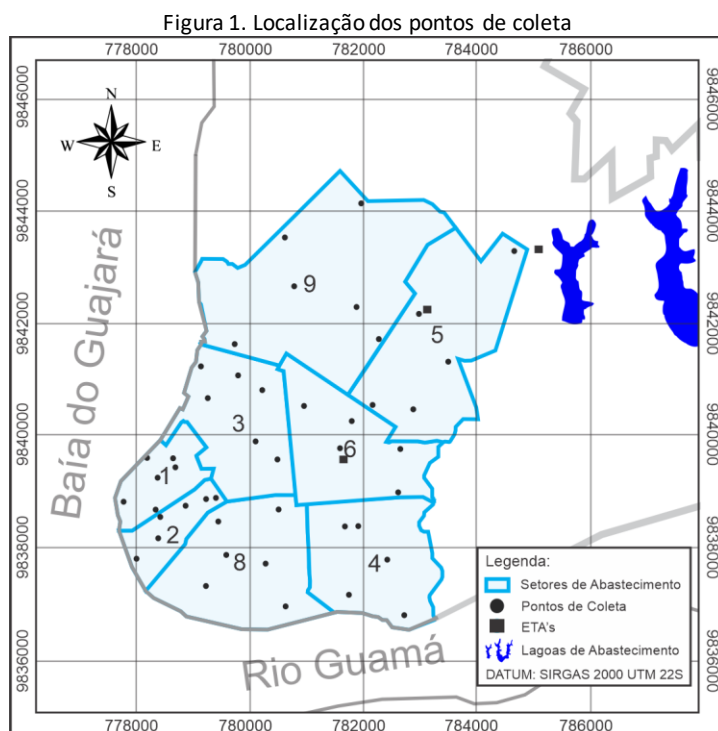 Figura 1. Localização dos pontos de coleta
778000 780000 782000 784000 786000
9846000 9846000
N
W E
S
9844000 9844000
Baía do Guajará
9
9842000 9842000
5
3
9840000 9840000
6
1
2
9838000 9838000
8
4
Legenda:
Setores de Abastecimento
Pontos de Coleta
ETA's
Lagoas de Abastecimento
DATUM: SIRGAS 2000 UTM 22S
Rio Guamá
9836000 9836000
778000 780000 782000 784000 786000